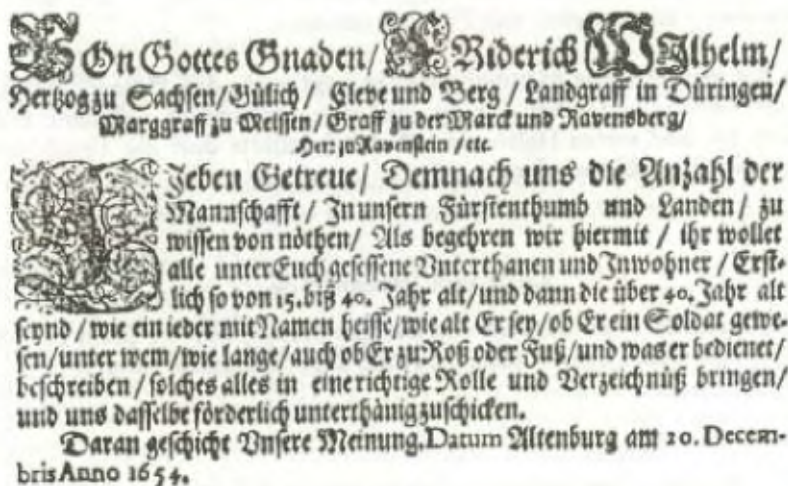 VOn Gottes Gnaden/ FRiderich WIlhelm/
Hertzog zu Sachsen/Gülich/ Cleve und Berg / Landgraff in Düringen/
Marggraff zu Meissen/Graff zu der Marck und Ravensberg/
Herr zu Ravenstein /etc.
LJeben Getreue/ Demnach uns die Anzahl der
Mannschafft / Jn unsern Fürstenthumb und Landen/ zu
wissen von nöthen/ Als begehren wir hiermit / ihr wollet
alle unter Euch gesessene Vnterthanen und Jnwohner / Erst-
lich so von 15. biß 40. Jahr alt/und dann die über 40. Jahr alt
seynd / wie ein ieder mit Namen heisse/wie alt Er sey/ob Er ein Soldat gewe-
sen/unter wem/wie lange/auch ob Er zu Roß oder Fuß/und was er bedienet/
beschreiben / solches alles in eine richtige Rolle und Verzeichnüß bringen/
und uns dasselbe förderlich unterthänig zuschicken.
Daran geschicht Vnsere Meinung. Datum Altenburg am 20. Decem-
bris Anno 1654.